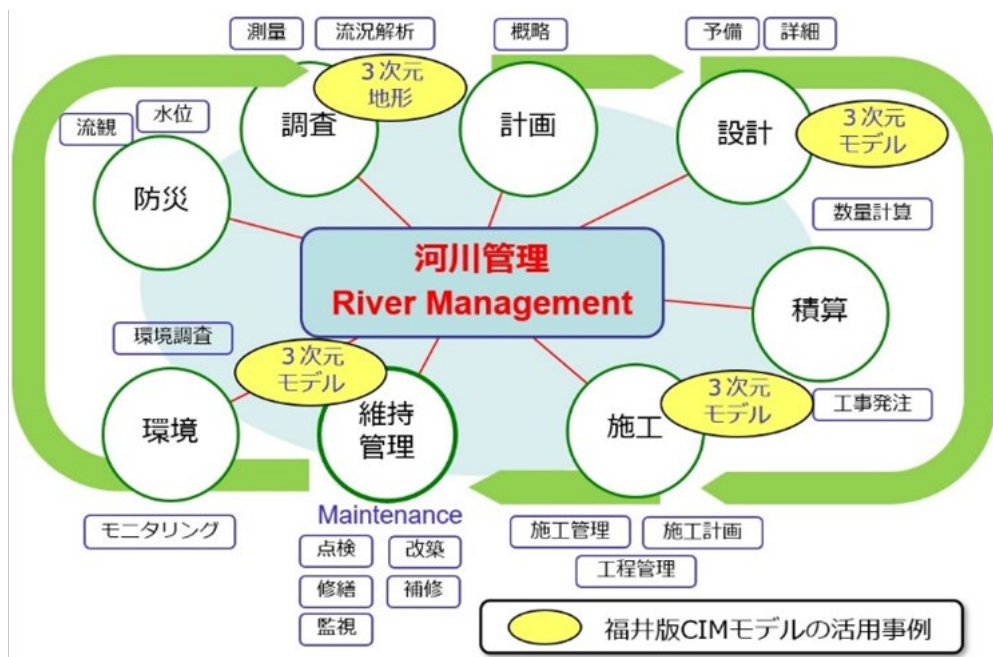 測量
流況解析
概略
予備
詳細
3次元
地形
調査
計画
設計
3次元
モデル
流観
水位
防災
数量計算
河川管理
River Management
積算
環境調査
3次元
モデル
3次元
モデル
工事発注
環境
維持
管理
施工
モニタリング
Maintenance
点検
改築
修繕
補修
監視
施工管理
施工計画
工程管理
福井版CIMモデルの活用事例